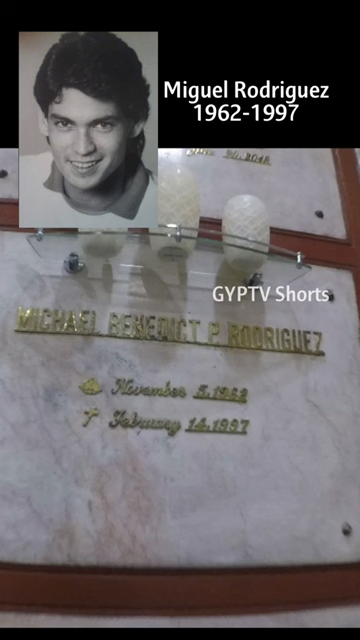 Miguel Rodriguez
1962-1997
GYPTV Shorts
MICHAEL BENEDICT P. RODRIGUEZ
November 5, 1962
February 14, 1997